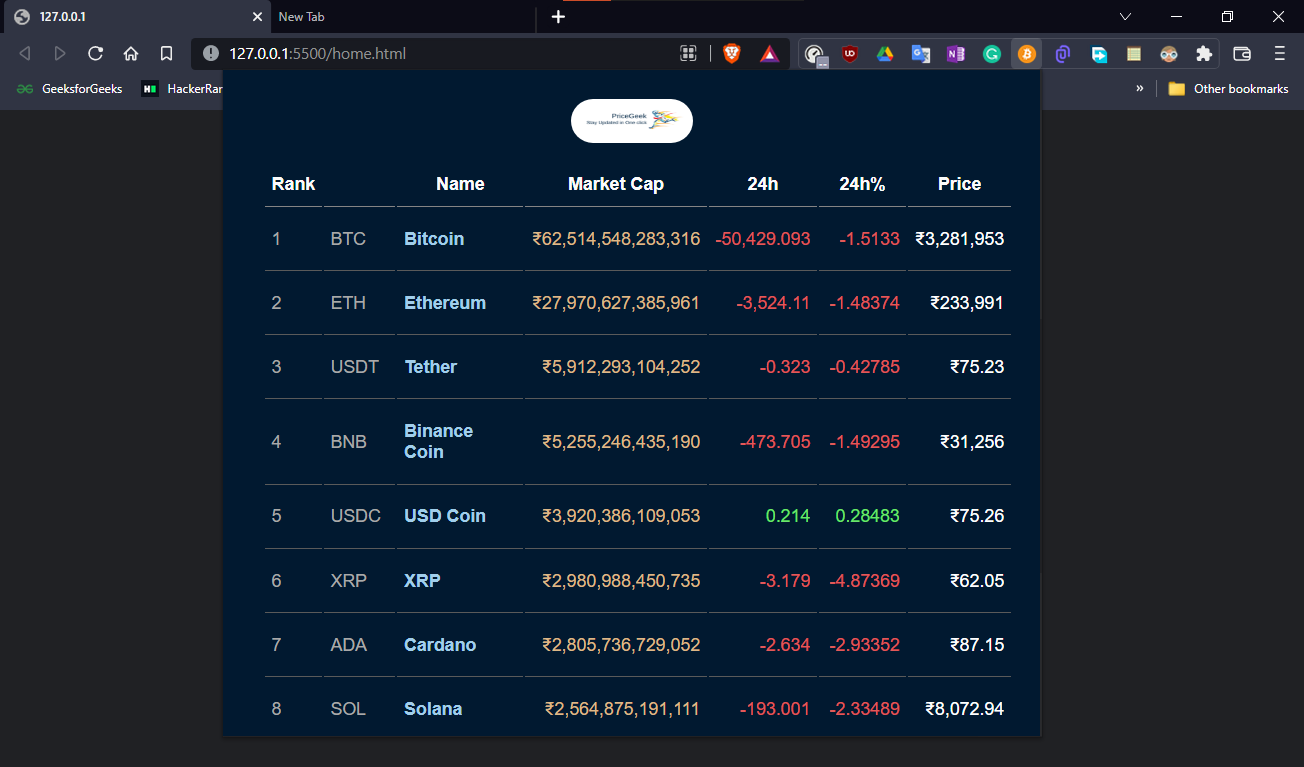 127.0.0.1
New Tab
127.0.0.1:5500/home.html
GeeksforGeeks
HackerRan
Other bookmarks
PriceGeek
Stay Updated in One click
Rank Name Market Cap 24h 24h% Price
1 BTC Bitcoin ₹62,514,548,283,316 -50,429.093 -1.5133 ₹3,281,953
2 ETH Ethereum ₹27,970,627,385,961 -3,524.11 -1.48374 ₹233,991
3 USDT Tether ₹5,912,293,104,252 -0.323 -0.42785 ₹75.23
4 BNB Binance Coin ₹5,255,246,435,190 -473.705 -1.49295 ₹31,256
5 USDC USD Coin ₹3,920,386,109,053 0.214 0.28483 ₹75.26
6 XRP XRP ₹2,980,988,450,735 -3.179 -4.87369 ₹62.05
7 ADA Cardano ₹2,805,736,729,052 -2.634 -2.93352 ₹87.15
8 SOL Solana ₹2,564,875,191,111 -193.001 -2.33489 ₹8,072.94